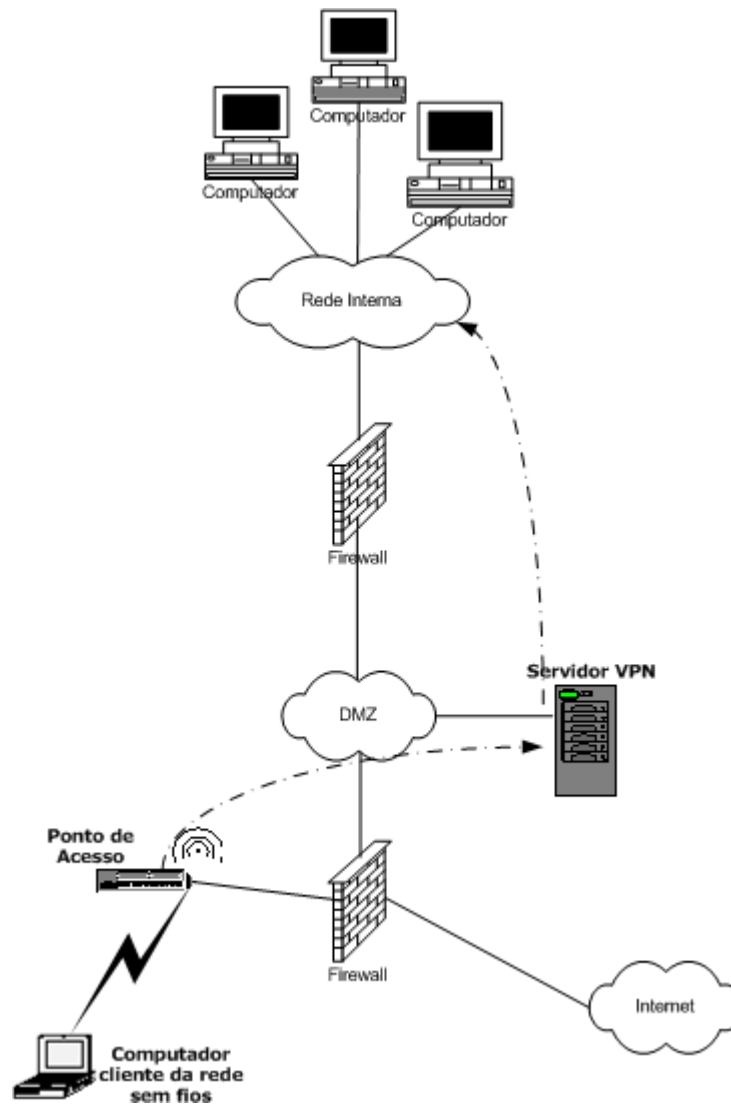 Computador
Computador
Computador
Rede Interna
Firewall
Servidor VPN
DMZ
Ponto de
Acesso
Firewall
Internet
Computador
cliente da rede
sem fios